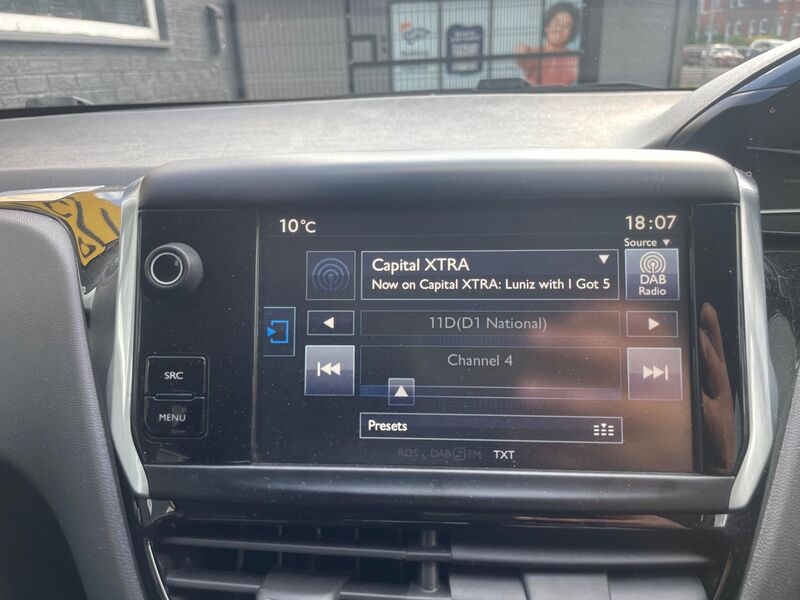 10°C
18:07
Source
Capital XTRA
Now on Capital XTRA: Luniz with I Got 5
DAB
Radio
11D(D1 National)
Channel 4
SRC
MENU
Presets
RDS DAB FM TXT